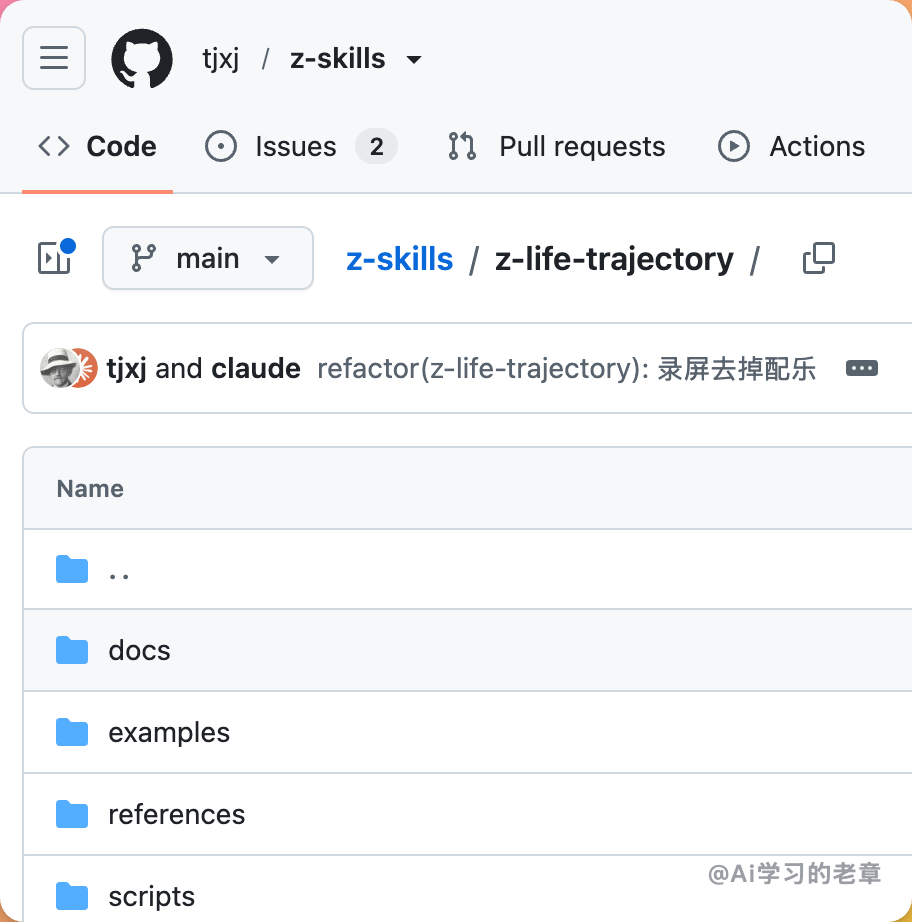 tjxj / z-skills
Code Issues 2 Pull requests Actions
main z-skills / z-life-trajectory /
tjxj and claude refactor(z-life-trajectory): 录屏去掉配乐
Name
..
docs
examples
references
scripts
@Ai学习的老章